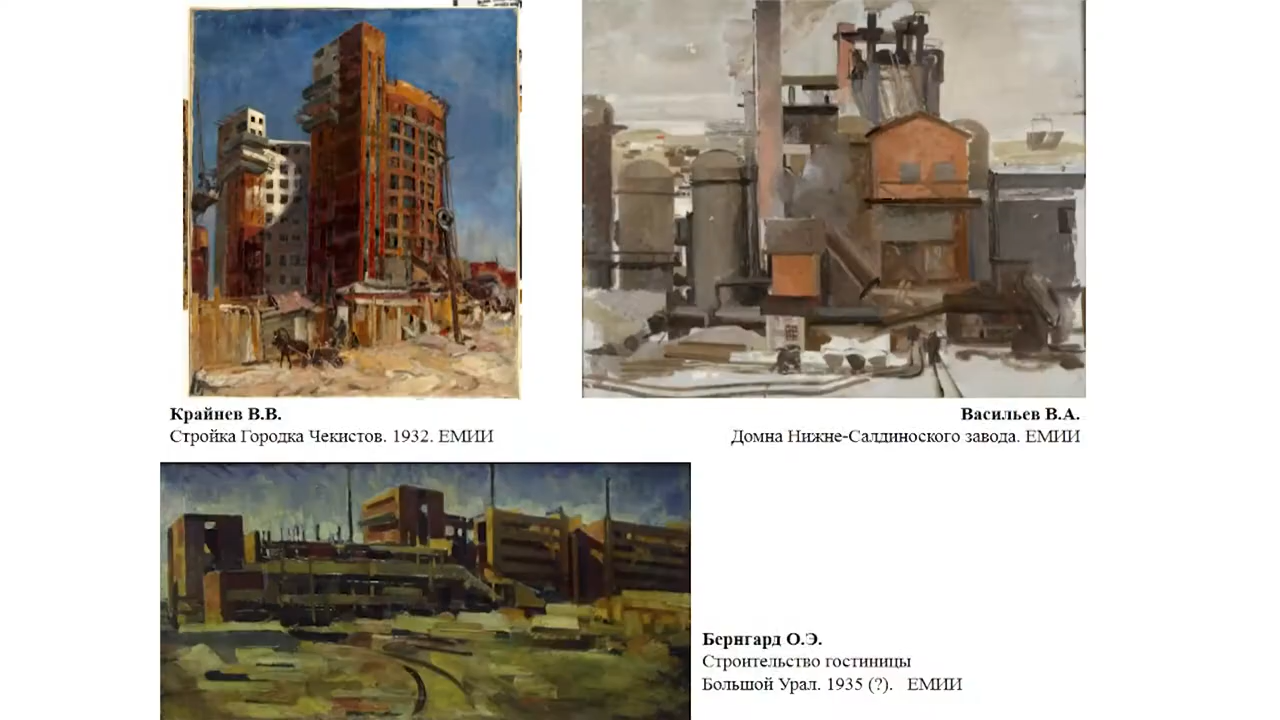 Крайнев В.В.
Стройка Городка Чекистов. 1932. ЕМИИ
Васильев В.А.
Домна Нижне-Салдиноского завода. ЕМИИ
Бернгард О.Э.
Строительство гостиницы
Большой Урал. 1935 (?). ЕМИИ